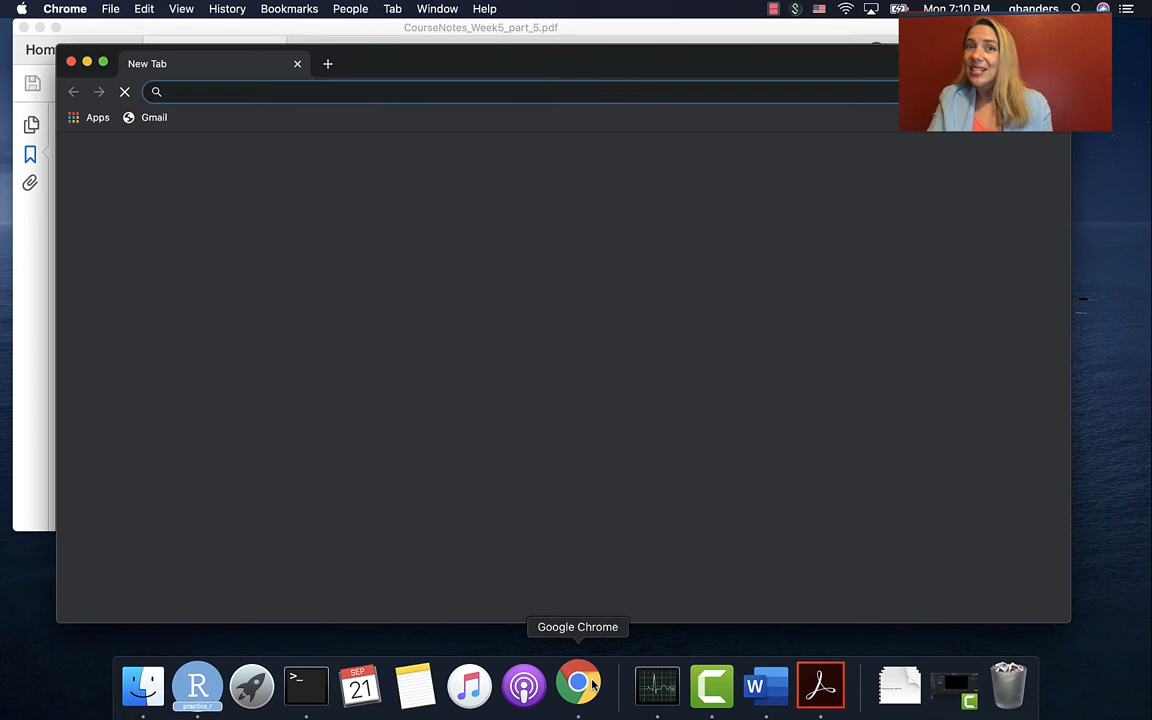 Chrome File Edit View History Bookmarks People Tab Window Help Mon 7:10 PM ghanders
CourseNotes_Week5_part_5.pdf
Hom
New Tab
Apps Gmail
Google Chrome
SEP
21
R
practice_r
>_
C
W
C